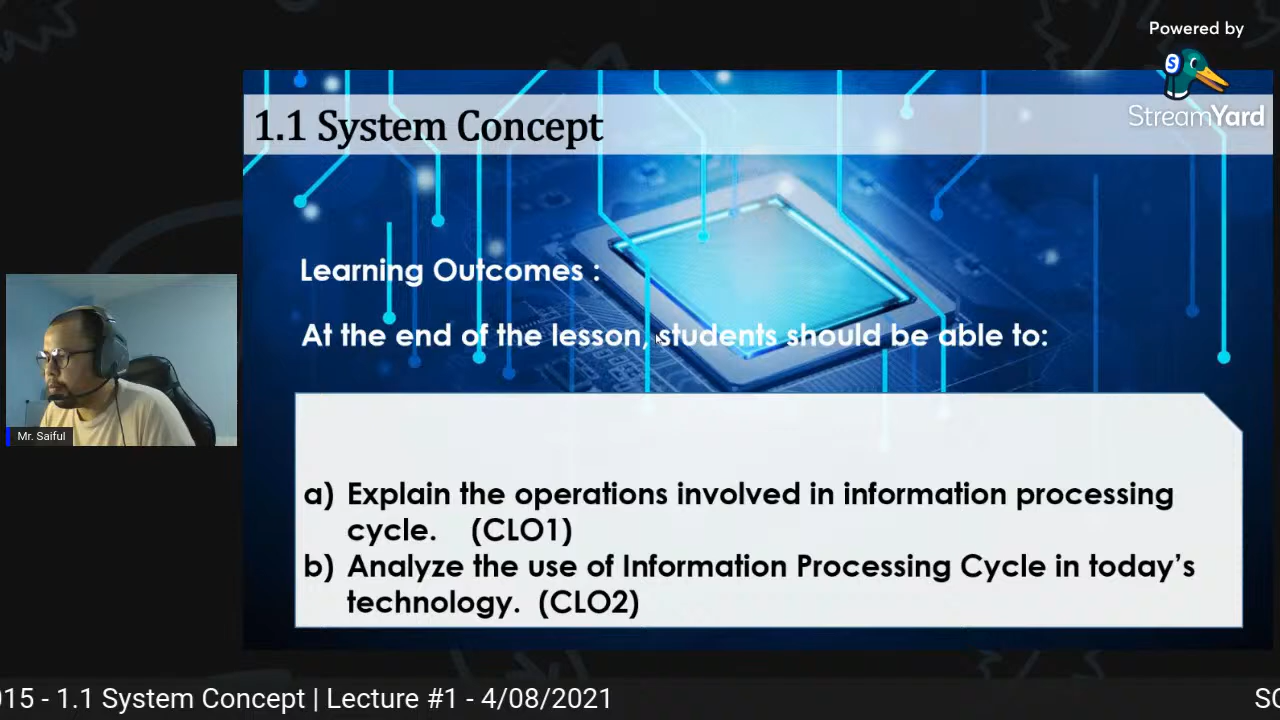 Powered by
StreamYard
1.1 System Concept
Learning Outcomes :
At the end of the lesson, students should be able to:
a) Explain the operations involved in information processing
cycle. (CLO1)
b) Analyze the use of Information Processing Cycle in today's
technology. (CLO2)
Mr. Saiful
015 - 1.1 System Concept | Lecture #1 - 4/08/2021